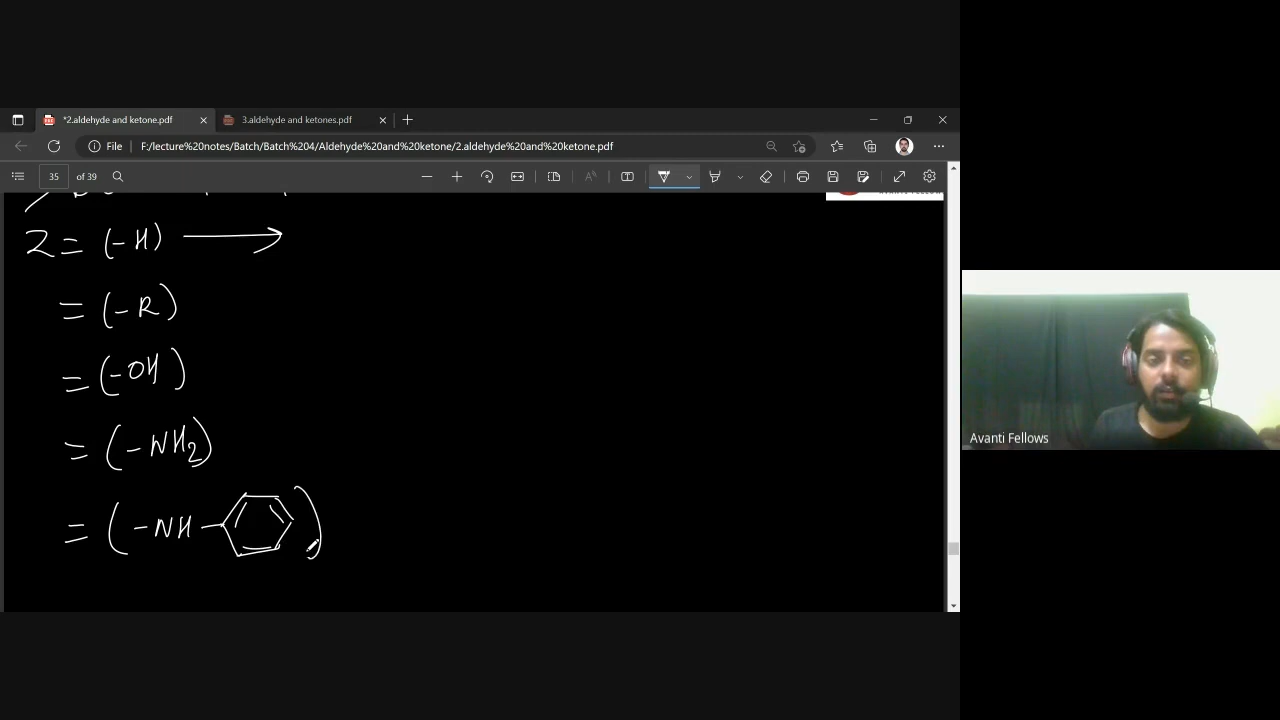 *2.aldehyde and ketone.pdf
3.aldehyde and ketones.pdf
File
F:/lecture%20notes/Batch/Batch%204/Aldehyde%20and%20ketone/2.aldehyde%20and%20ketone.pdf
35 of 39
Z = (-H) →
= (-R)
= (-OH)
= (-NH2)
= (-NH- )
Avanti Fellows